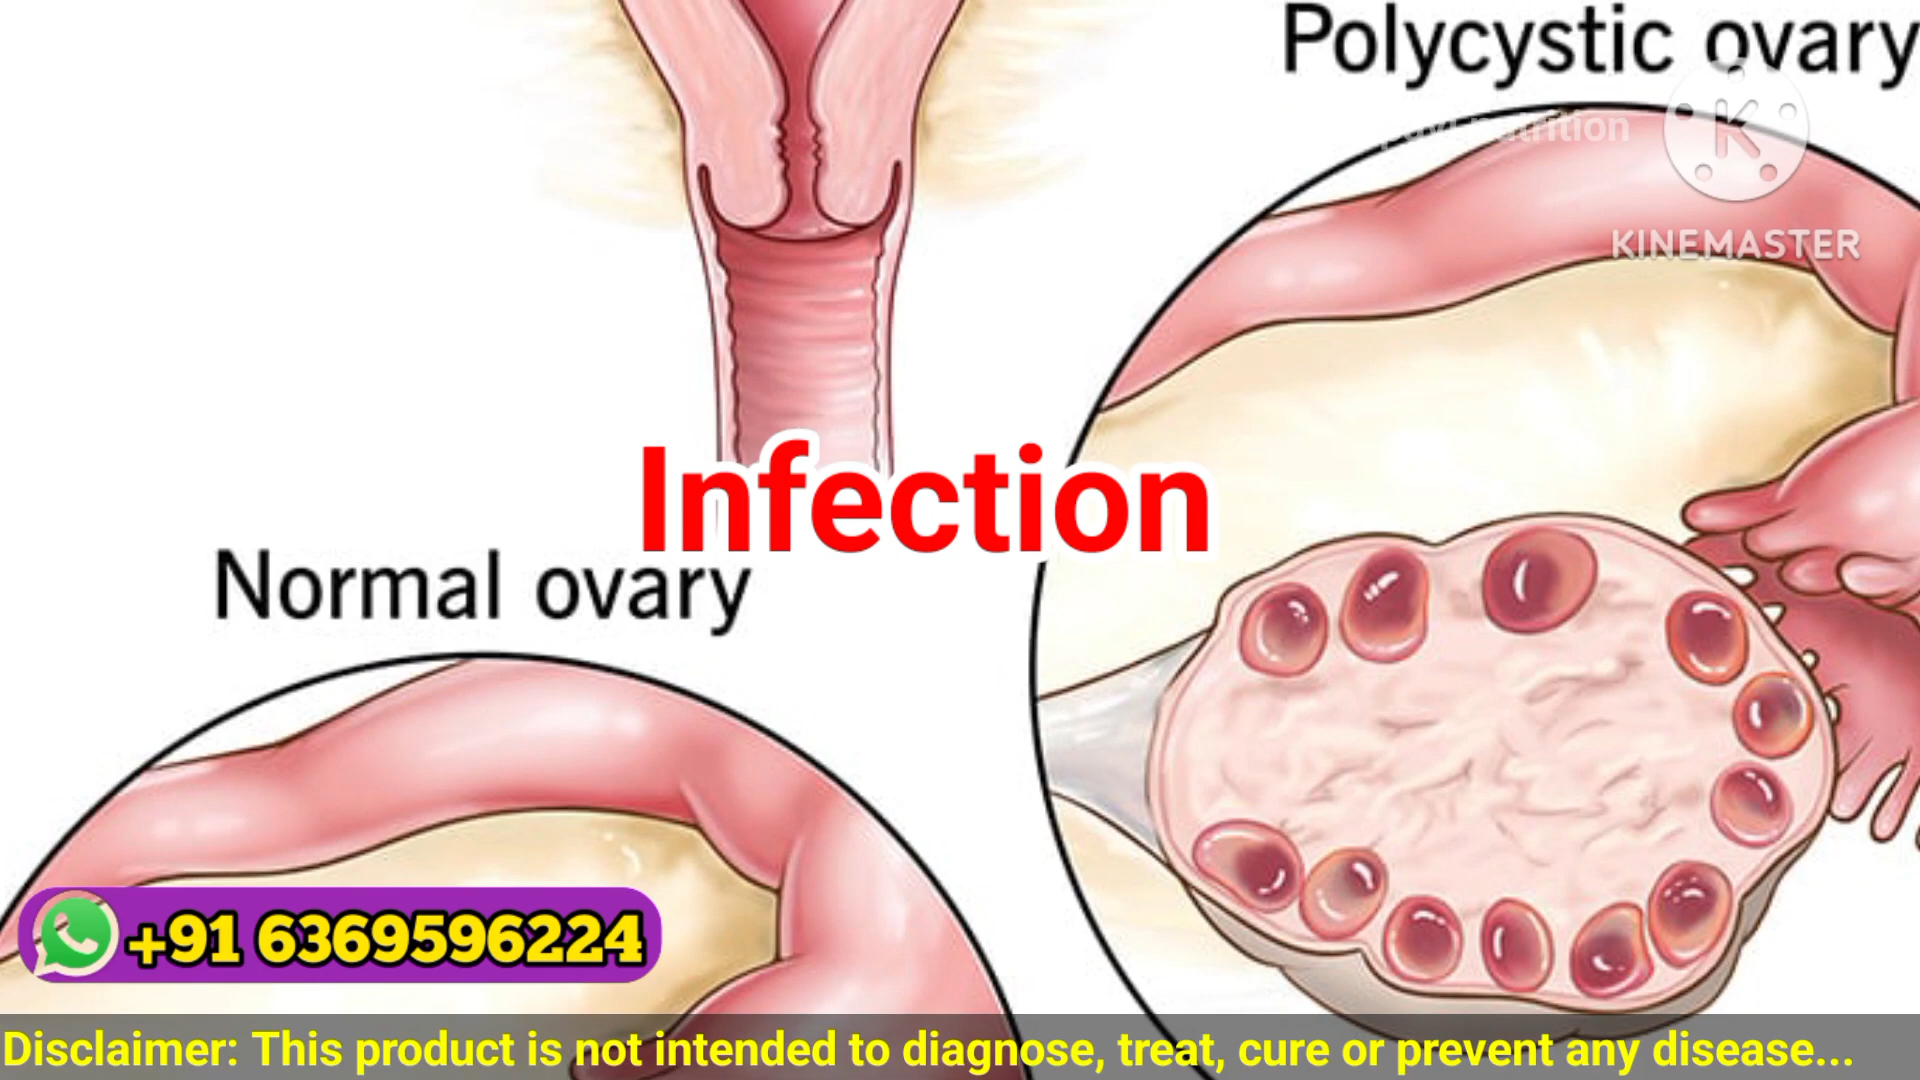 Polycystic ovary
nutrition
KINEMASTER
Infection
Normal ovary
+91 6369596224
Disclaimer: This product is not intended to diagnose, treat, cure or prevent any disease...